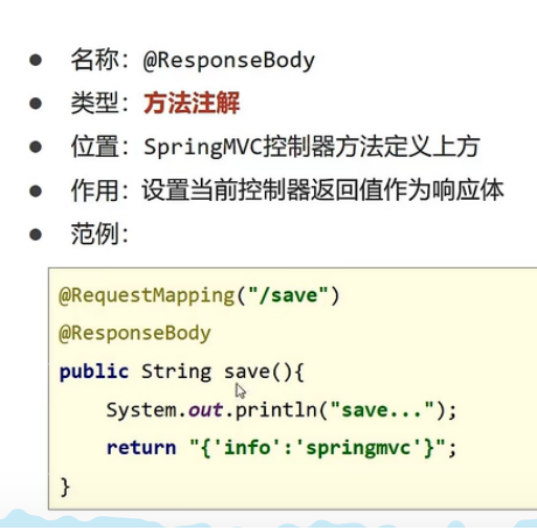 ● 名称：@ResponseBody
● 类型：方法注解
● 位置：SpringMVC控制器方法定义上方
● 作用：设置当前控制器返回值作为响应体
● 范例：
@RequestMapping("/save")
@ResponseBody
public String save(){
    System.out.println("save...");
    return "{'info':'springmvc'}";
}